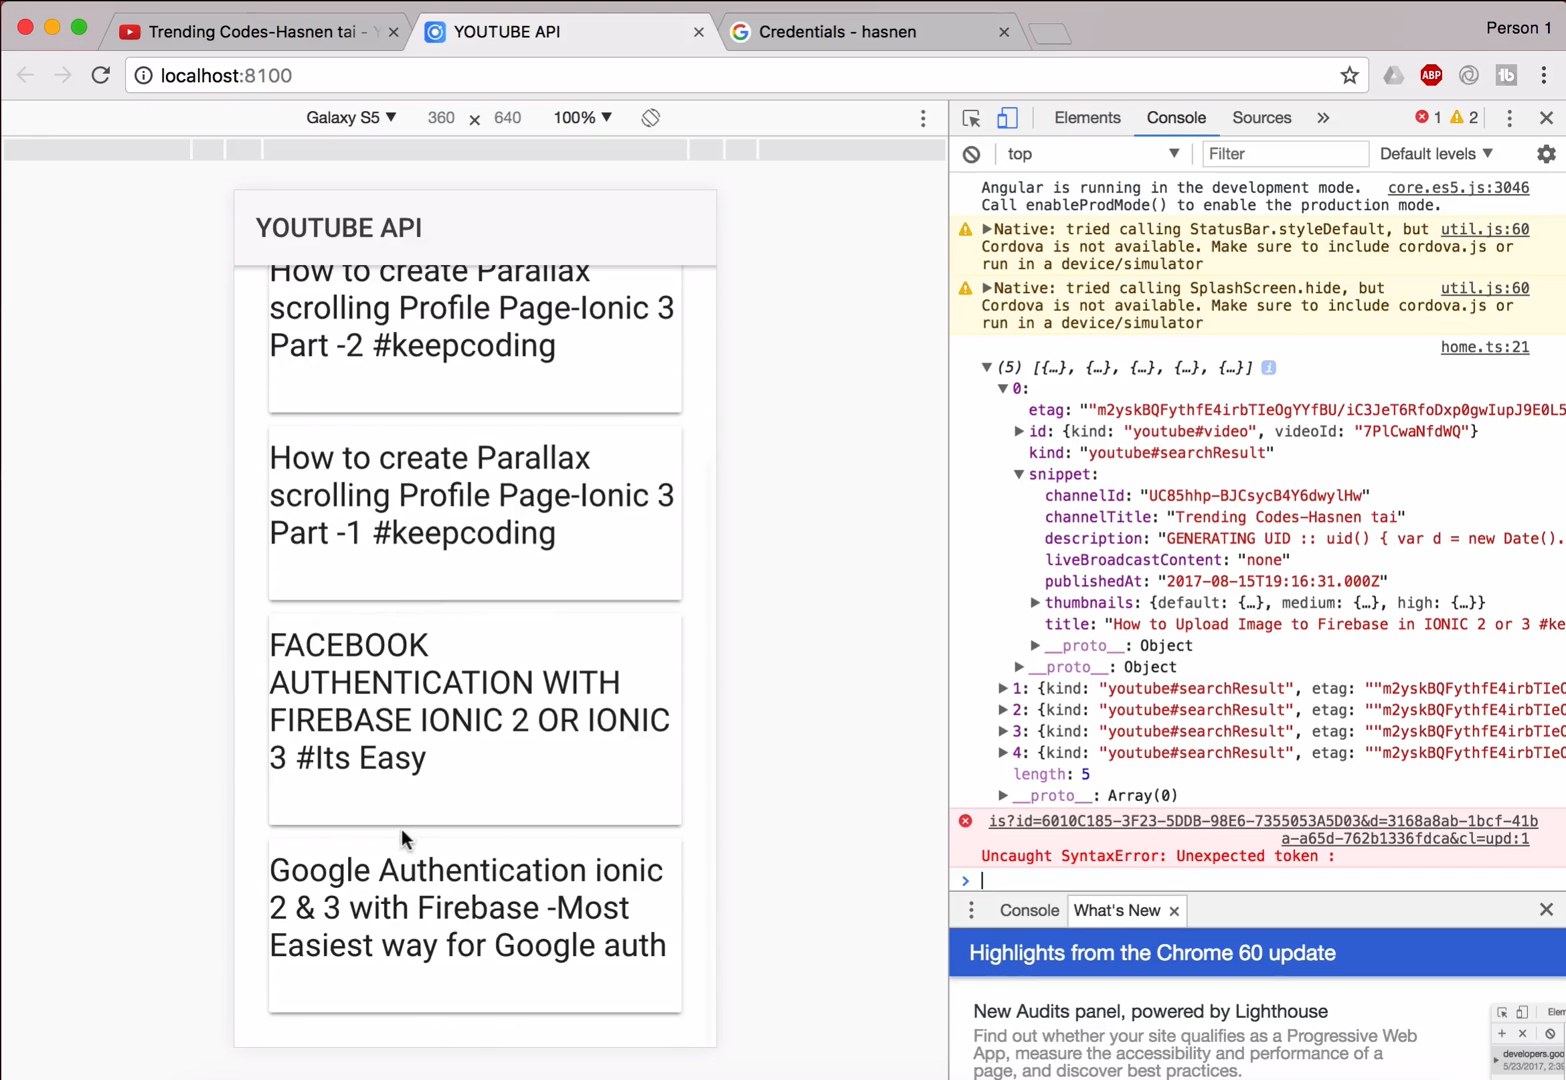 Trending Codes-Hasnen tai -
YOUTUBE API
Credentials - hasnen
Person 1
localhost:8100
ABP
Galaxy S5 ▼ 360 × 640 100% ▼
Elements Console Sources » 1 2
top ▼ Filter Default levels ▼
YOUTUBE API
How to create Parallax
scrolling Profile Page-Ionic 3
Part -2 #keepcoding
How to create Parallax
scrolling Profile Page-Ionic 3
Part -1 #keepcoding
FACEBOOK
AUTHENTICATION WITH
FIREBASE IONIC 2 OR IONIC
3 #Its Easy
Google Authentication ionic
2 & 3 with Firebase -Most
Easiest way for Google auth
Angular is running in the development mode. core.es5.js:3046
Call enableProdMode() to enable the production mode.
▶Native: tried calling StatusBar.styleDefault, but util.js:60
Cordova is not available. Make sure to include cordova.js or
run in a device/simulator
▶Native: tried calling SplashScreen.hide, but util.js:60
Cordova is not available. Make sure to include cordova.js or
run in a device/simulator
home.ts:21
▼(5) [{…}, {…}, {…}, {…}, {…}] i
▼0:
etag: ""m2yskBQFythfE4irbTIeOgYYfBU/iC3JeT6RfoDxp0gwIupJ9E0L5
▶id: {kind: "youtube#video", videoId: "7PlCwaNfdWQ"}
kind: "youtube#searchResult"
▼snippet:
channelId: "UC85hhp-BJCsycB4Y6dwylHw"
channelTitle: "Trending Codes-Hasnen tai"
description: "GENERATING UID :: uid() { var d = new Date().
liveBroadcastContent: "none"
publishedAt: "2017-08-15T19:16:31.000Z"
▶thumbnails: {default: {…}, medium: {…}, high: {…}}
title: "How to Upload Image to Firebase in IONIC 2 or 3 #ke
▶__proto__: Object
▶__proto__: Object
▶1: {kind: "youtube#searchResult", etag: ""m2yskBQFythfE4irbTIeO
▶2: {kind: "youtube#searchResult", etag: ""m2yskBQFythfE4irbTIeO
▶3: {kind: "youtube#searchResult", etag: ""m2yskBQFythfE4irbTIeO
▶4: {kind: "youtube#searchResult", etag: ""m2yskBQFythfE4irbTIeO
length: 5
▶__proto__: Array(0)
is?id=6010C185-3F23-5DDB-98E6-7355053A5D03&d=3168a8ab-1bcf-41b
a-a65d-762b1336fdca&cl=upd:1
Uncaught SyntaxError: Unexpected token :
>
Console What's New ×
Highlights from the Chrome 60 update
New Audits panel, powered by Lighthouse
Find out whether your site qualifies as a Progressive Web
App, measure the accessibility and performance of a
page, and discover best practices.
Elem
developers.goo
5/23/2017, 2:39